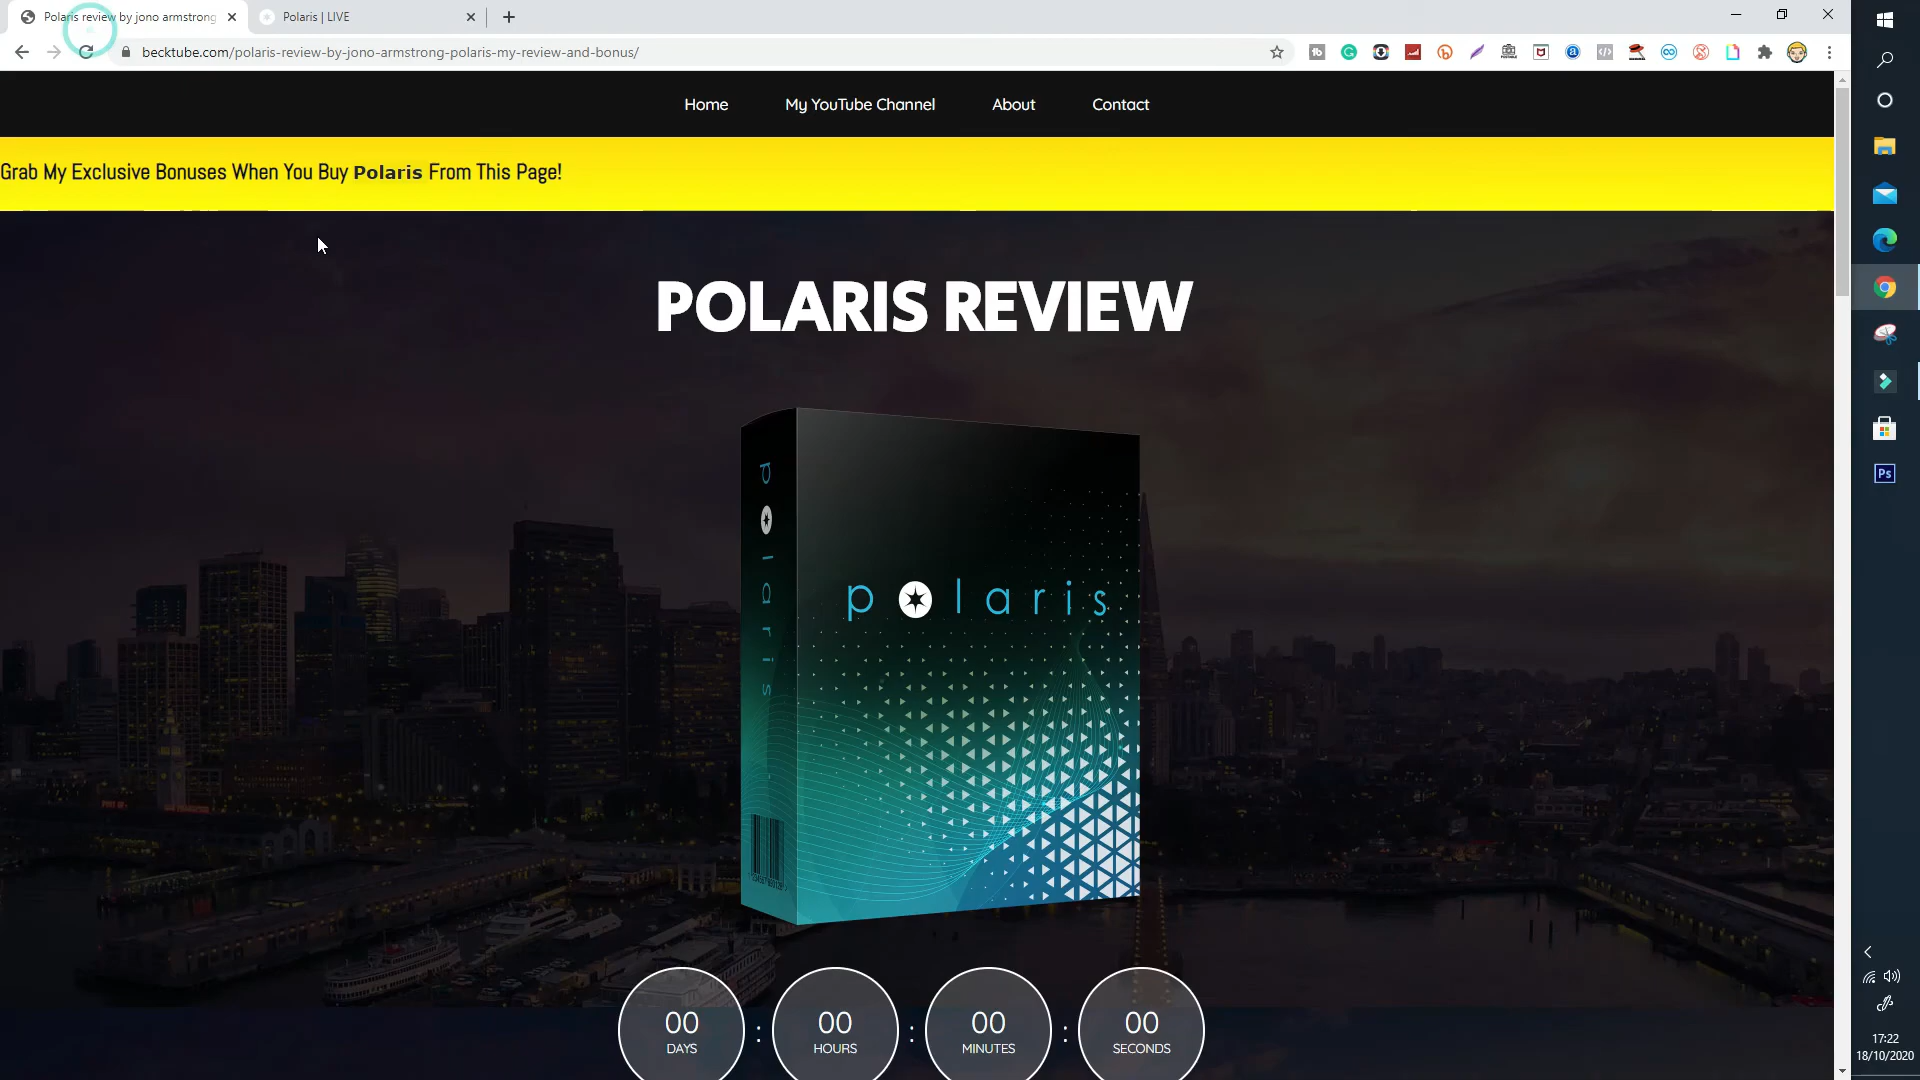 Polaris review by jono armstrong
Polaris | LIVE
becktube.com/polaris-review-by-jono-armstrong-polaris-my-review-and-bonus/
Home
My YouTube Channel
About
Contact
Grab My Exclusive Bonuses When You Buy Polaris From This Page!
POLARIS REVIEW
polaris
polaris
00 : 00 : 00 : 00
DAYS HOURS MINUTES SECONDS
Ps
17:22
18/10/2020